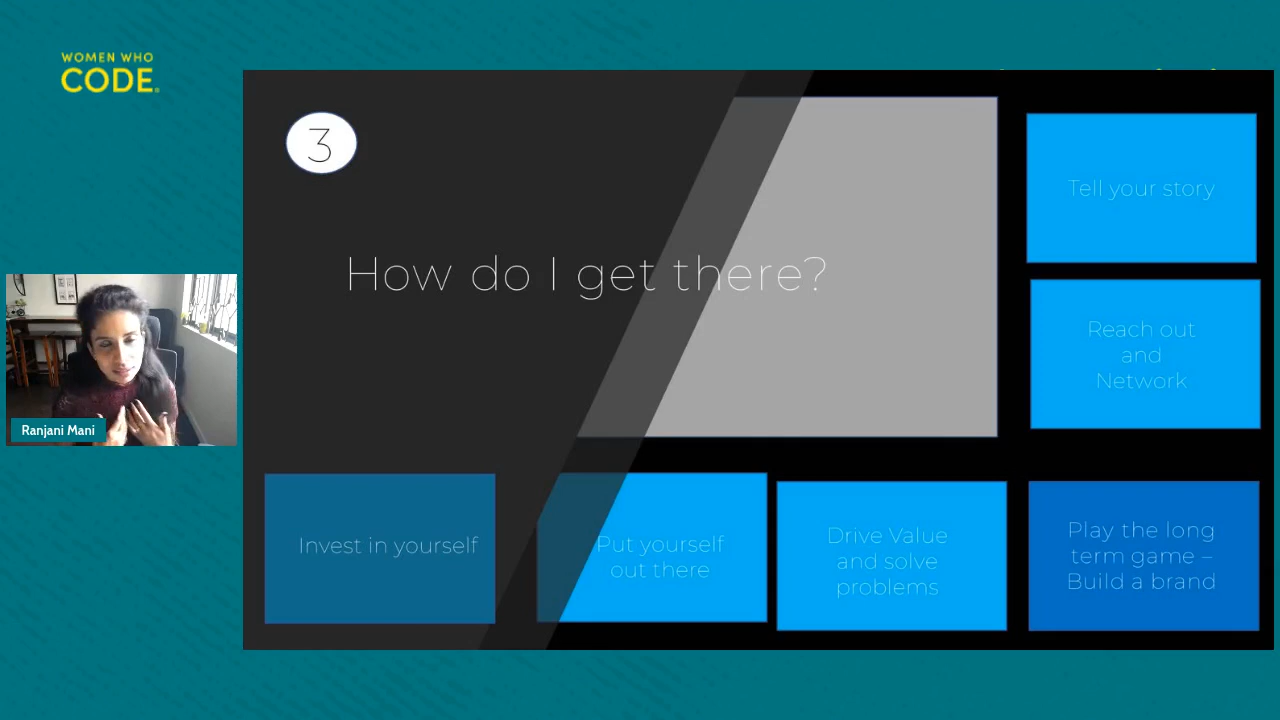 WOMEN WHO
CODE
3
How do I get there?
Tell your story
Reach out
and
Network
Ranjani Mani
Invest in yourself
Put yourself
out there
Drive Value
and solve
problems
Play the long
term game –
Build a brand